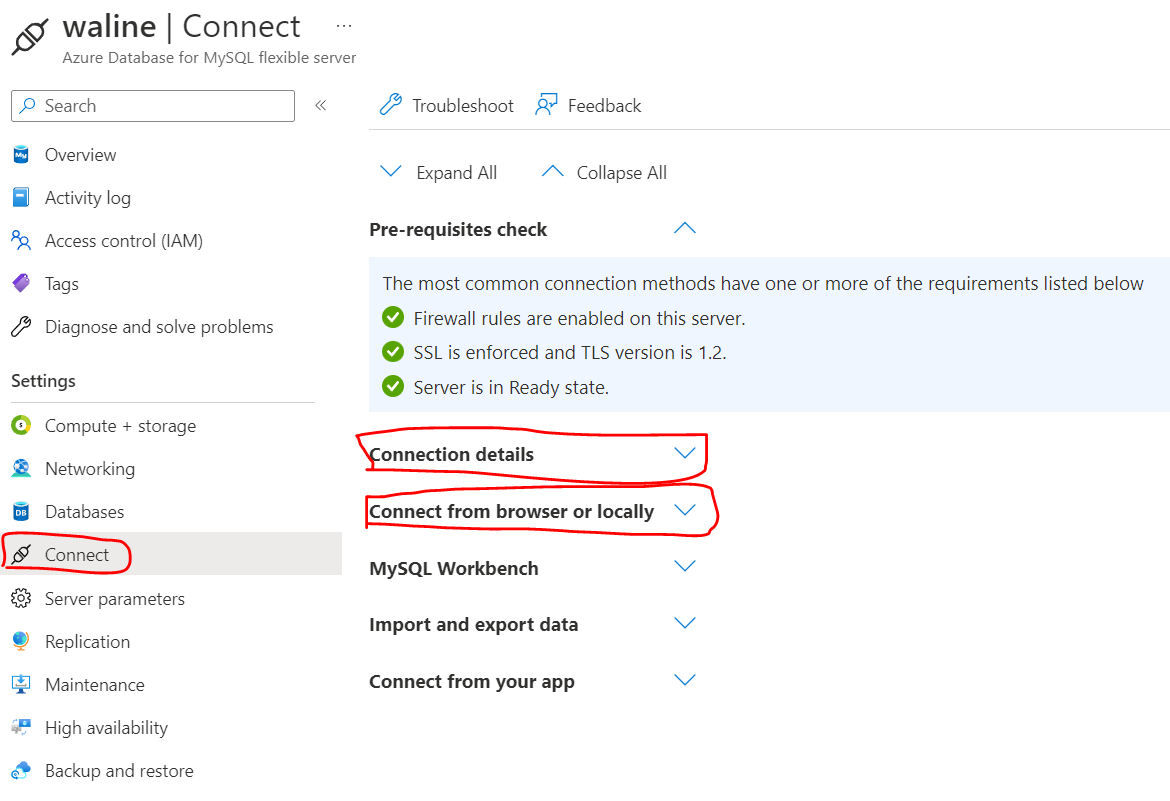 waline | Connect ...
Azure Database for MySQL flexible server
Search
«
Overview
Activity log
Access control (IAM)
Tags
Diagnose and solve problems
Settings
Compute + storage
Networking
Databases
Connect
Server parameters
Replication
Maintenance
High availability
Backup and restore
Troubleshoot
Feedback
Expand All
Collapse All
Pre-requisites check
The most common connection methods have one or more of the requirements listed below
Firewall rules are enabled on this server.
SSL is enforced and TLS version is 1.2.
Server is in Ready state.
Connection details
Connect from browser or locally
MySQL Workbench
Import and export data
Connect from your app